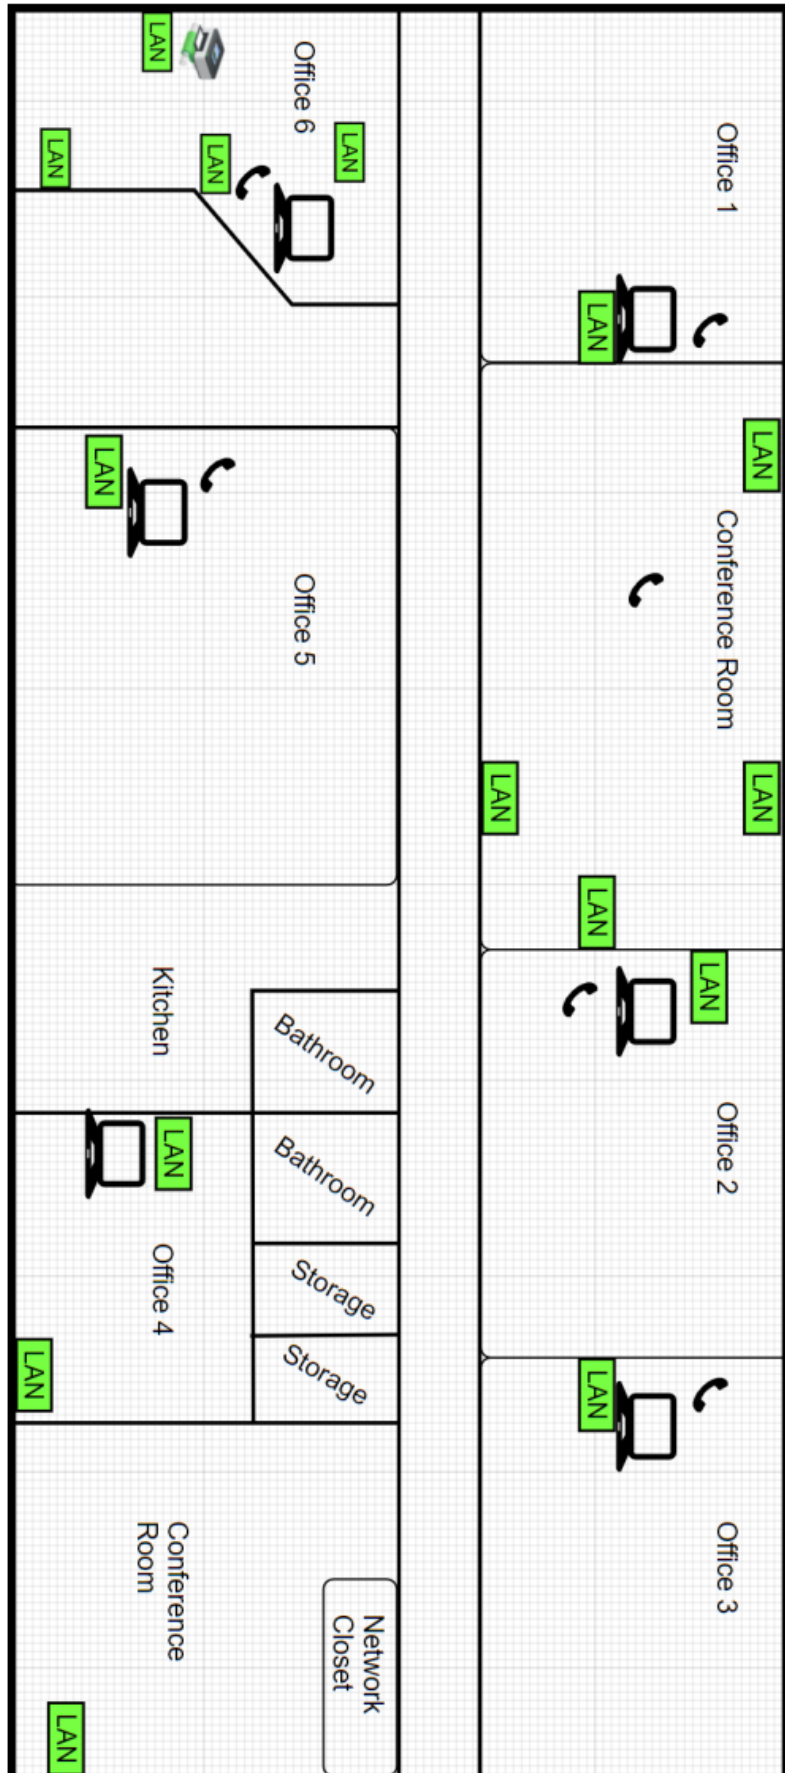 Office 1
LAN
LAN
Conference Room
LAN
LAN
LAN
LAN
Office 2
LAN
Office 3
LAN
Office 6
LAN
LAN
LAN
LAN
Office 5
Kitchen
Bathroom
Bathroom
LAN
Office 4
Storage
Storage
LAN
Conference
Room
Network
Closet
LAN